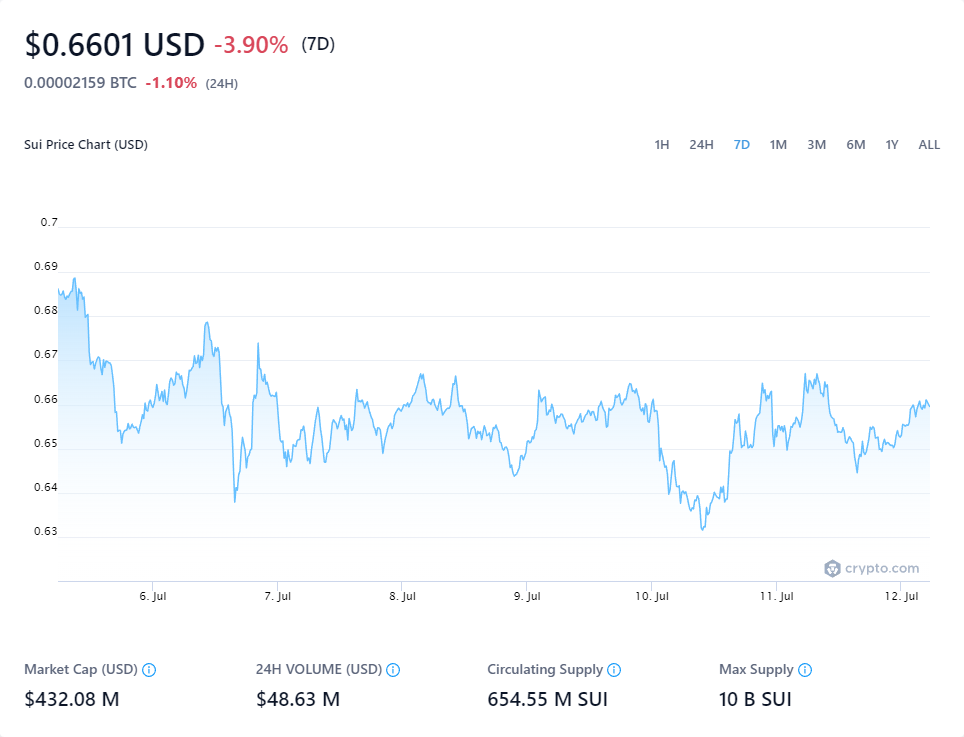 $0.6601 USD -3.90% (7D)
0.00002159 BTC -1.10% (24H)
Sui Price Chart (USD)
1H 24H 7D 1M 3M 6M 1Y ALL
0.7
0.69
0.68
0.67
0.66
0.65
0.64
0.63
crypto.com
6. Jul 7. Jul 8. Jul 9. Jul 10. Jul 11. Jul 12. Jul
Market Cap (USD) 24H VOLUME (USD) Circulating Supply Max Supply
$432.08 M $48.63 M 654.55 M SUI 10 B SUI